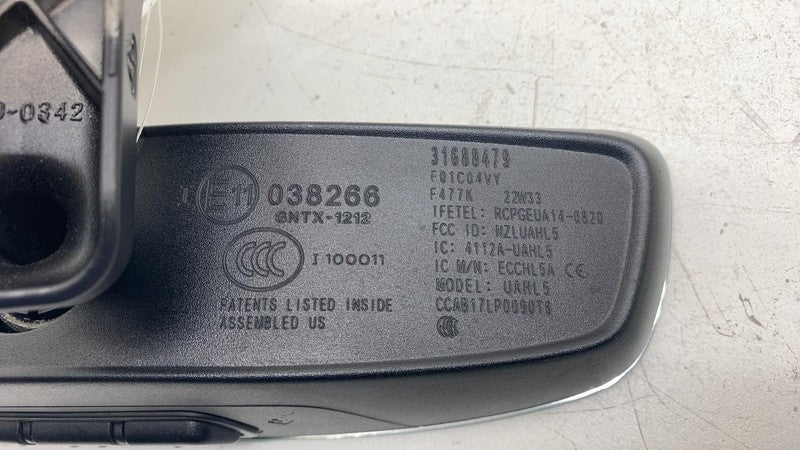 -0342
I E11 038266
GNTX-1212
CCC I 100011
PATENTS LISTED INSIDE
ASSEMBLED US
31688479
F01C04VY
F477K 22W33
IFETEL: RCPGEUA14-0820
FCC ID: NZLUAHL5
IC: 4112A-UAHL5
IC M/N: ECCHL5A CE
MODEL: UAHL5
CCAB17LP0090T8